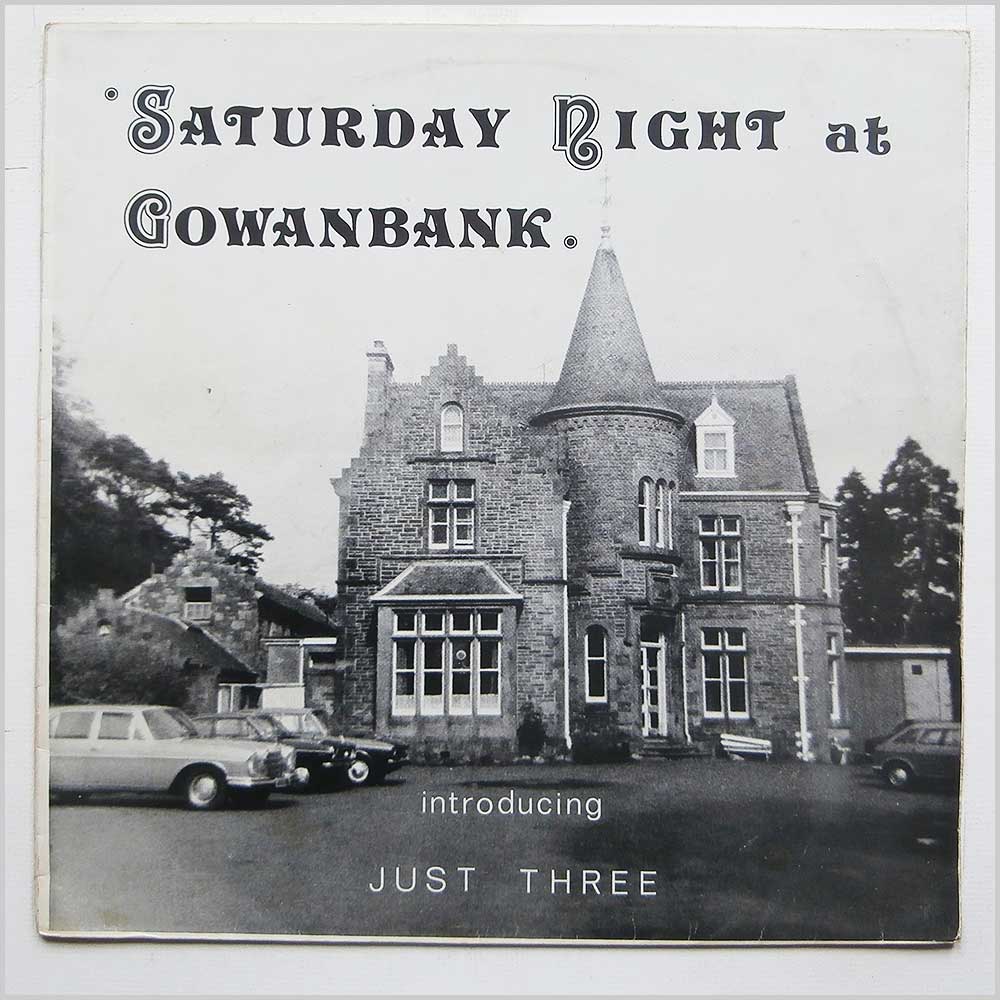 SATURDAY NIGHT at
GOWANBANK.
introducing
JUST THREE